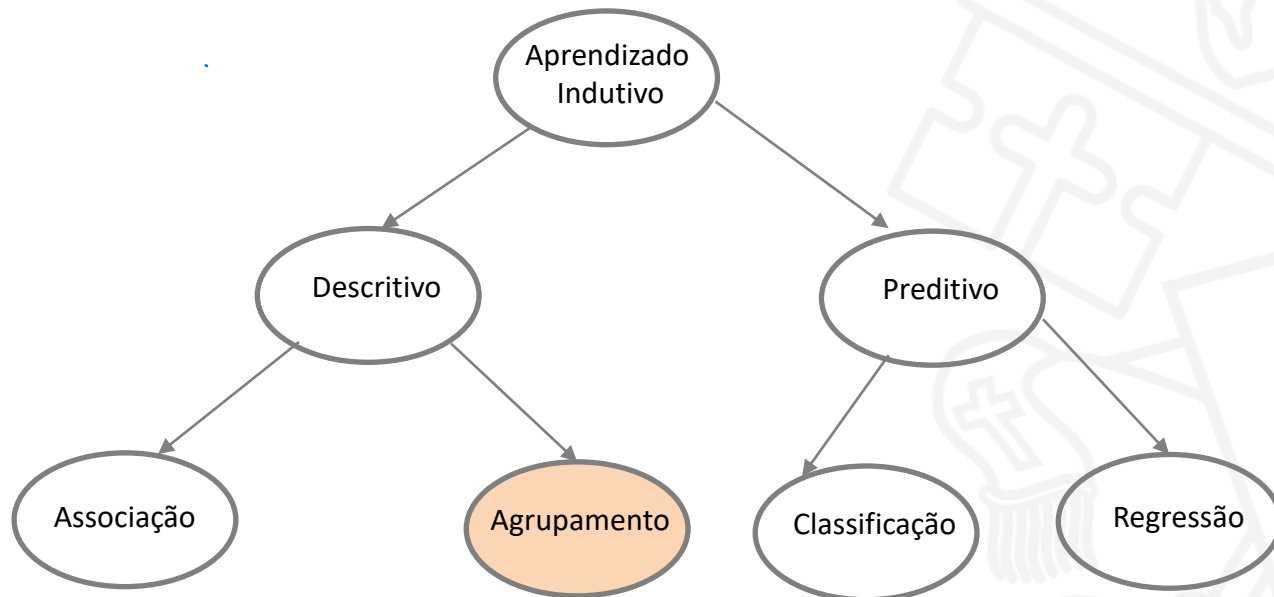 Aprendizado
Indutivo
Descritivo
Preditivo
Associação
Agrupamento
Classificação
Regressão